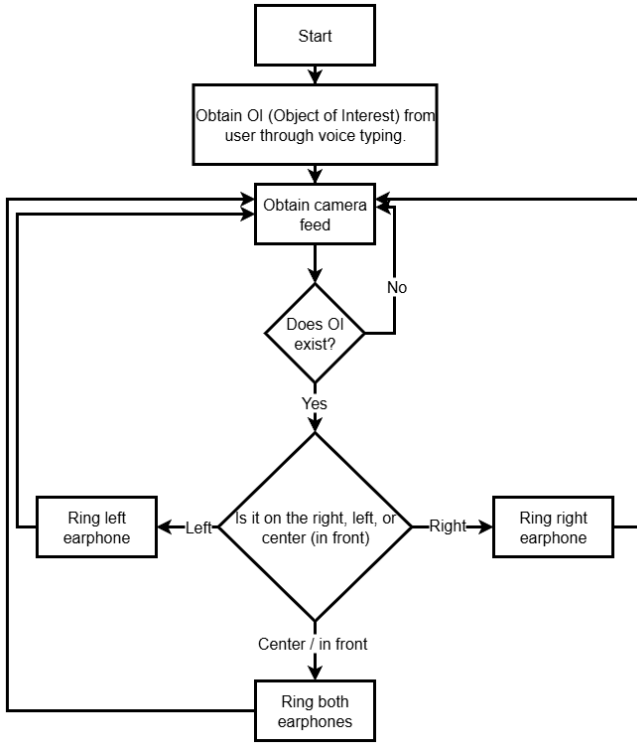 Start
Obtain OI (Object of Interest) from
user through voice typing.
Obtain camera
feed
No
Does OI
exist?
Yes
Ring left
earphone
Left
Is it on the right, left, or
center (in front)
Right
Ring right
earphone
Center / in front
Ring both
earphones